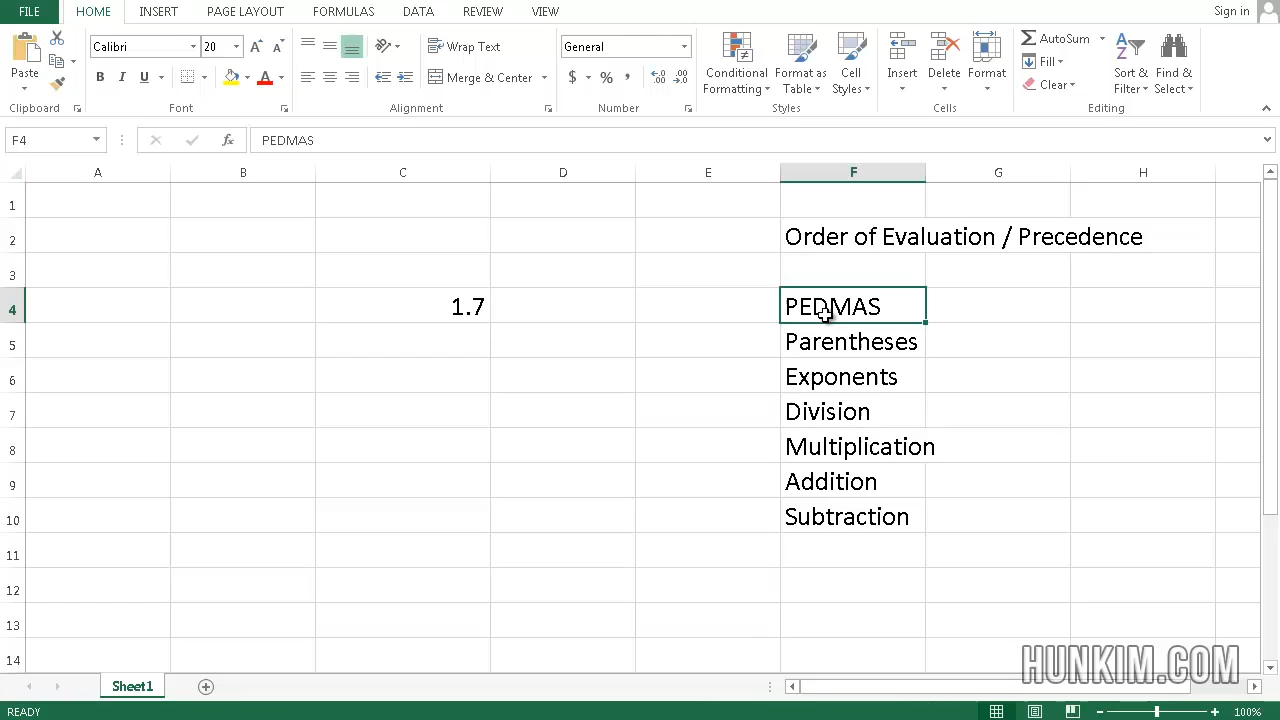 FILE HOME INSERT PAGE LAYOUT FORMULAS DATA REVIEW VIEW Sign in
Paste
Clipboard
Calibri 20
B I U A
Font
Wrap Text
Merge & Center
Alignment
General
$ % ,
Number
Conditional Formatting
Format as Table
Cell Styles
Styles
Insert Delete Format
Cells
AutoSum
Fill
Clear
Sort & Filter
Find & Select
Editing
F4 fx PEDMAS
A B C D E F G H
1
2 Order of Evaluation / Precedence
3
4 1.7 PEDMAS
5 Parentheses
6 Exponents
7 Division
8 Multiplication
9 Addition
10 Subtraction
11
12
13
14
HUNKIM.COM
Sheet1
READY 100%